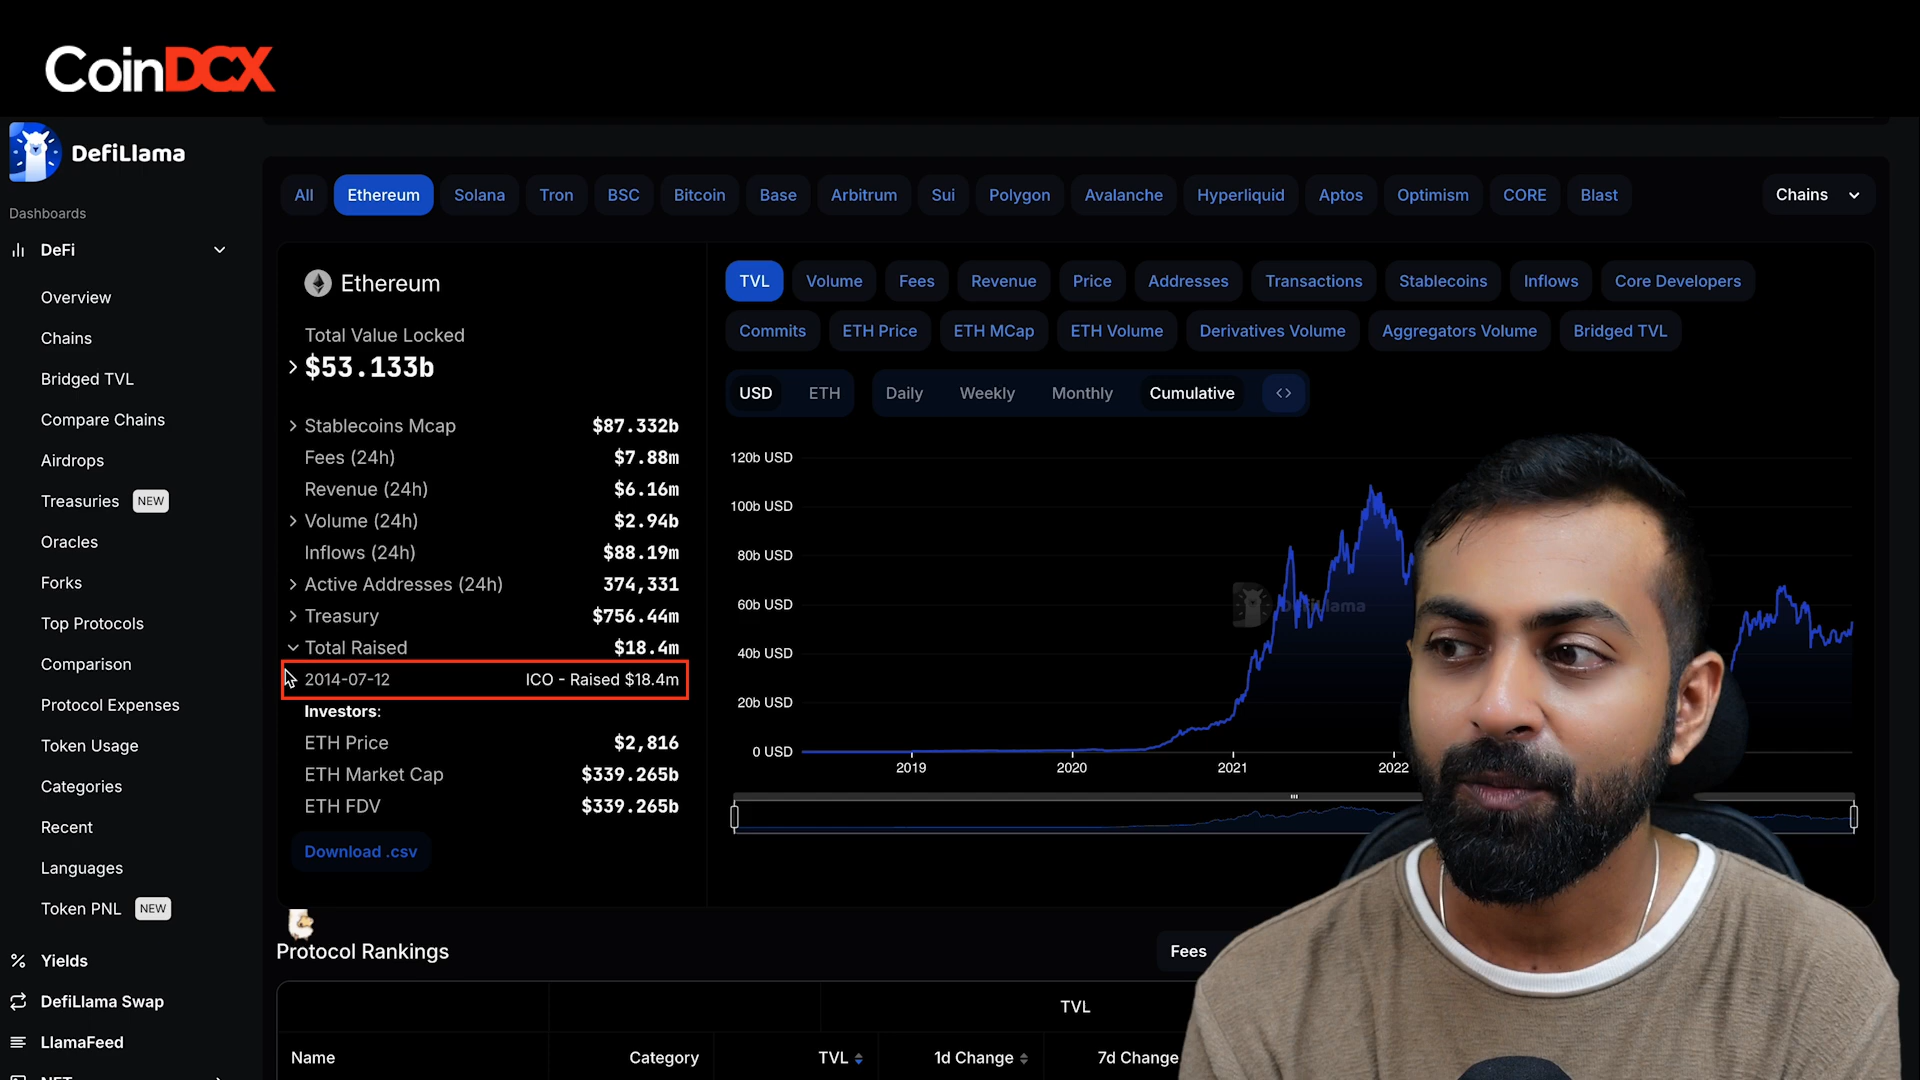 CoinDCX
DefiLlama
Dashboards
DeFi
Overview
Chains
Bridged TVL
Compare Chains
Airdrops
Treasuries NEW
Oracles
Forks
Top Protocols
Comparison
Protocol Expenses
Token Usage
Categories
Recent
Languages
Token PNL NEW
Yields
DefiLlama Swap
LlamaFeed
All Ethereum Solana Tron BSC Bitcoin Base Arbitrum Sui Polygon Avalanche Hyperliquid Aptos Optimism CORE Blast Chains
Ethereum
Total Value Locked
$53.133b
Stablecoins Mcap $87.332b
Fees (24h) $7.88m
Revenue (24h) $6.16m
Volume (24h) $2.94b
Inflows (24h) $88.19m
Active Addresses (24h) 374,331
Treasury $756.44m
Total Raised $18.4m
2014-07-12 ICO - Raised $18.4m
Investors:
ETH Price $2,816
ETH Market Cap $339.265b
ETH FDV $339.265b
Download .csv
TVL Volume Fees Revenue Price Addresses Transactions Stablecoins Inflows Core Developers
Commits ETH Price ETH MCap ETH Volume Derivatives Volume Aggregators Volume Bridged TVL
USD ETH Daily Weekly Monthly Cumulative <>
120b USD
100b USD
80b USD
60b USD
40b USD
20b USD
0 USD
2019 2020 2021 2022
Protocol Rankings Fees
TVL
Name Category TVL 1d Change 7d Change